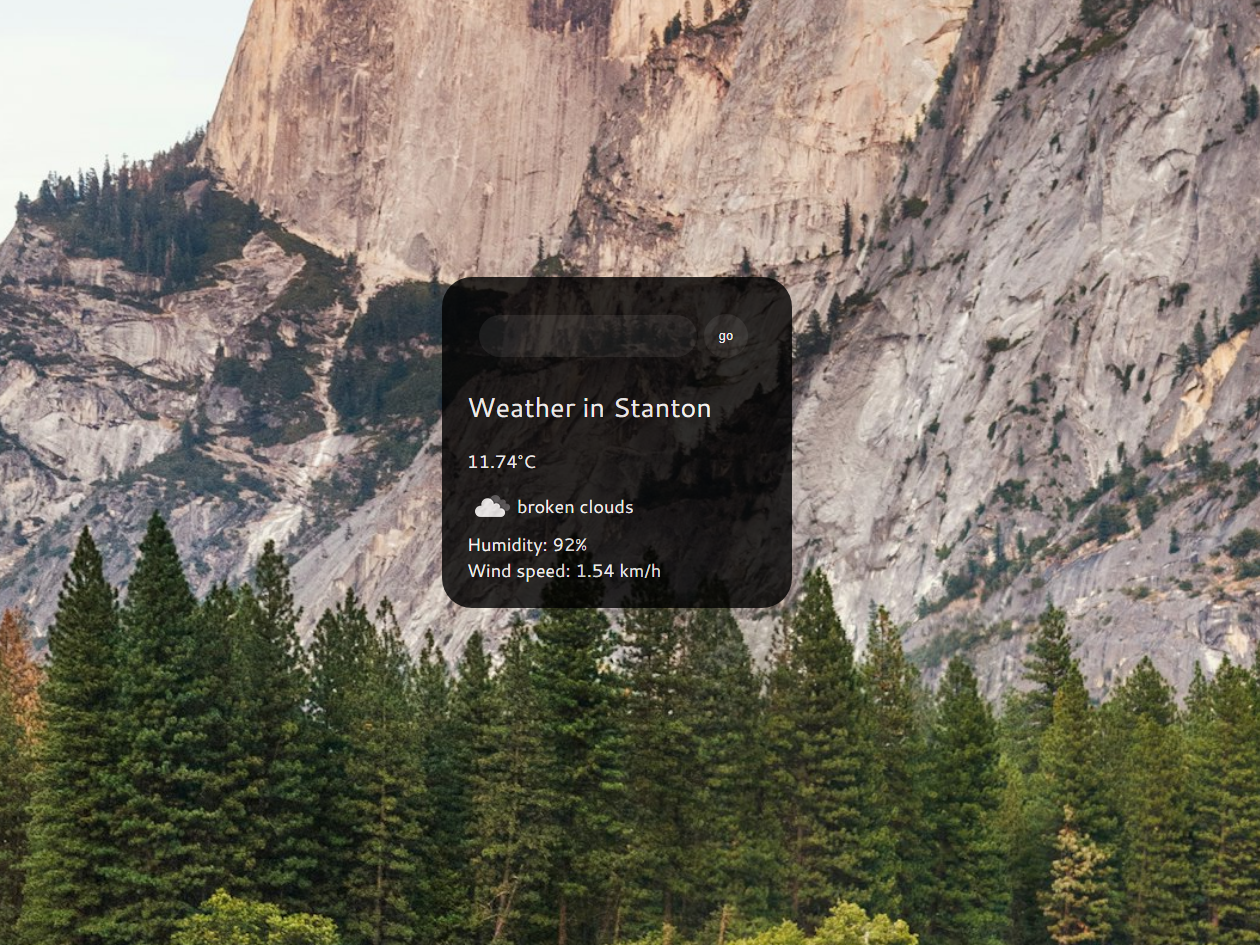 go
Weather in Stanton
11.74°C
broken clouds
Humidity: 92%
Wind speed: 1.54 km/h